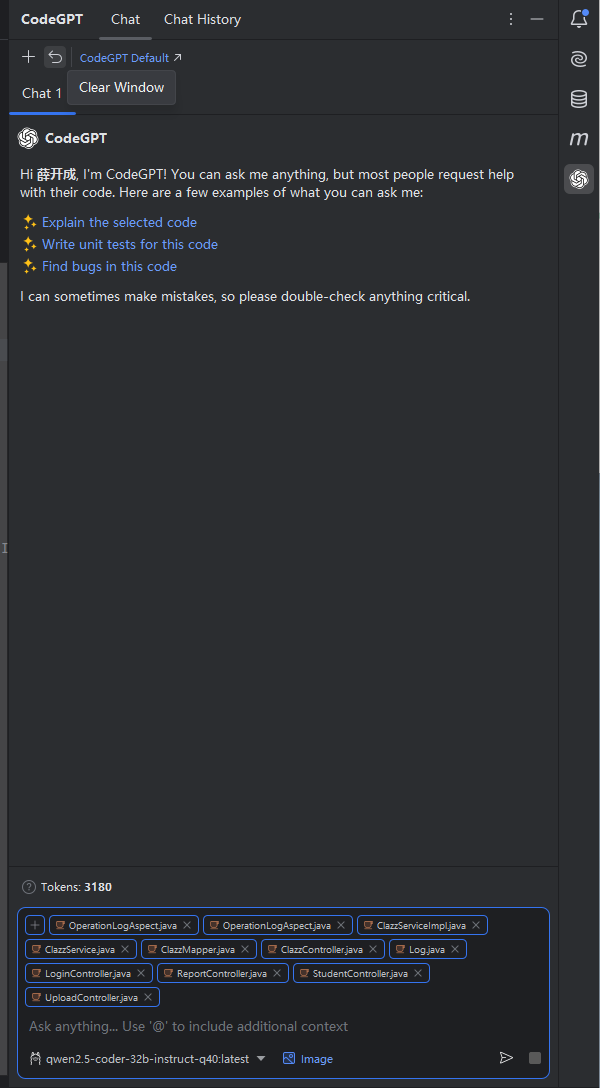 CodeGPT Chat Chat History
CodeGPT Default
Clear Window
Chat 1
CodeGPT
Hi 薛开成, I'm CodeGPT! You can ask me anything, but most people request help
with their code. Here are a few examples of what you can ask me:
Explain the selected code
Write unit tests for this code
Find bugs in this code
I can sometimes make mistakes, so please double-check anything critical.
Tokens: 3180
OperationLogAspect.java OperationLogAspect.java ClazzServiceImpl.java
ClazzService.java ClazzMapper.java ClazzController.java Log.java
LoginController.java ReportController.java StudentController.java
UploadController.java
Ask anything... Use '@' to include additional context
qwen2.5-coder-32b-instruct-q40:latest Image